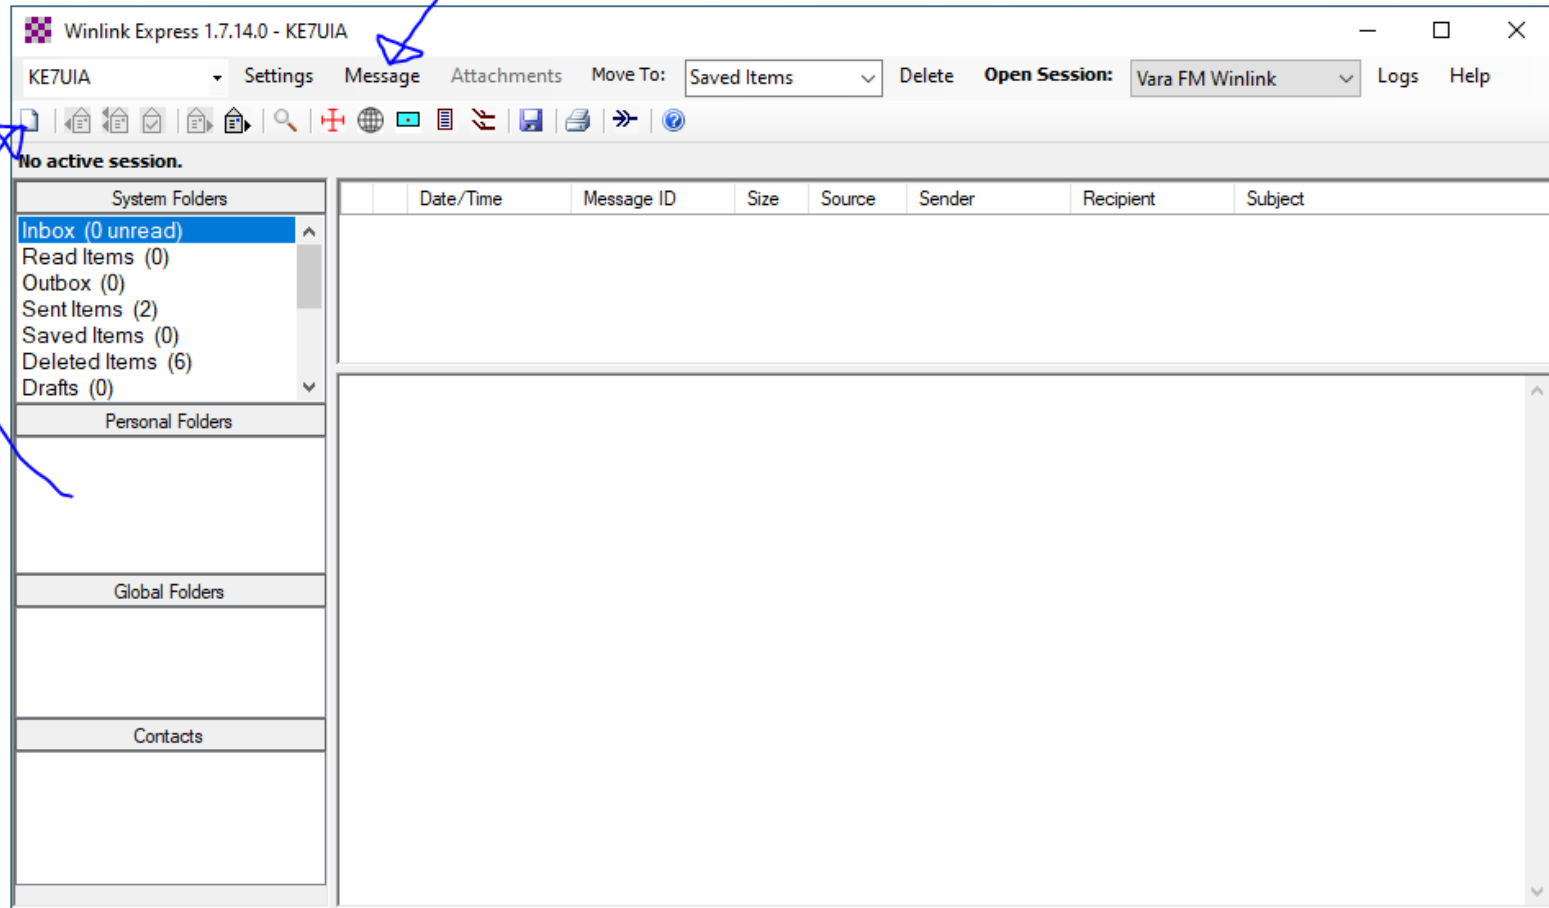 Winlink Express 1.7.14.0 - KE7UIA
KE7UIA Settings Message Attachments Move To: Saved Items Delete Open Session: Vara FM Winlink Logs Help
No active session.
System Folders
Date/Time Message ID Size Source Sender Recipient Subject
Inbox (0 unread)
Read Items (0)
Outbox (0)
Sent Items (2)
Saved Items (0)
Deleted Items (6)
Drafts (0)
Personal Folders
Global Folders
Contacts